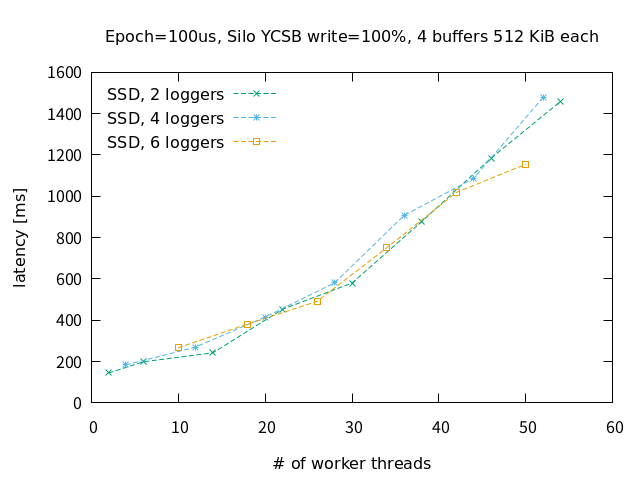 Epoch=100us, Silo YCSB write=100%, 4 buffers 512 KiB each
1600
1400
1200
1000
800
600
400
200
0
latency [ms]
SSD, 2 loggers
SSD, 4 loggers
SSD, 6 loggers
0 10 20 30 40 50 60
# of worker threads